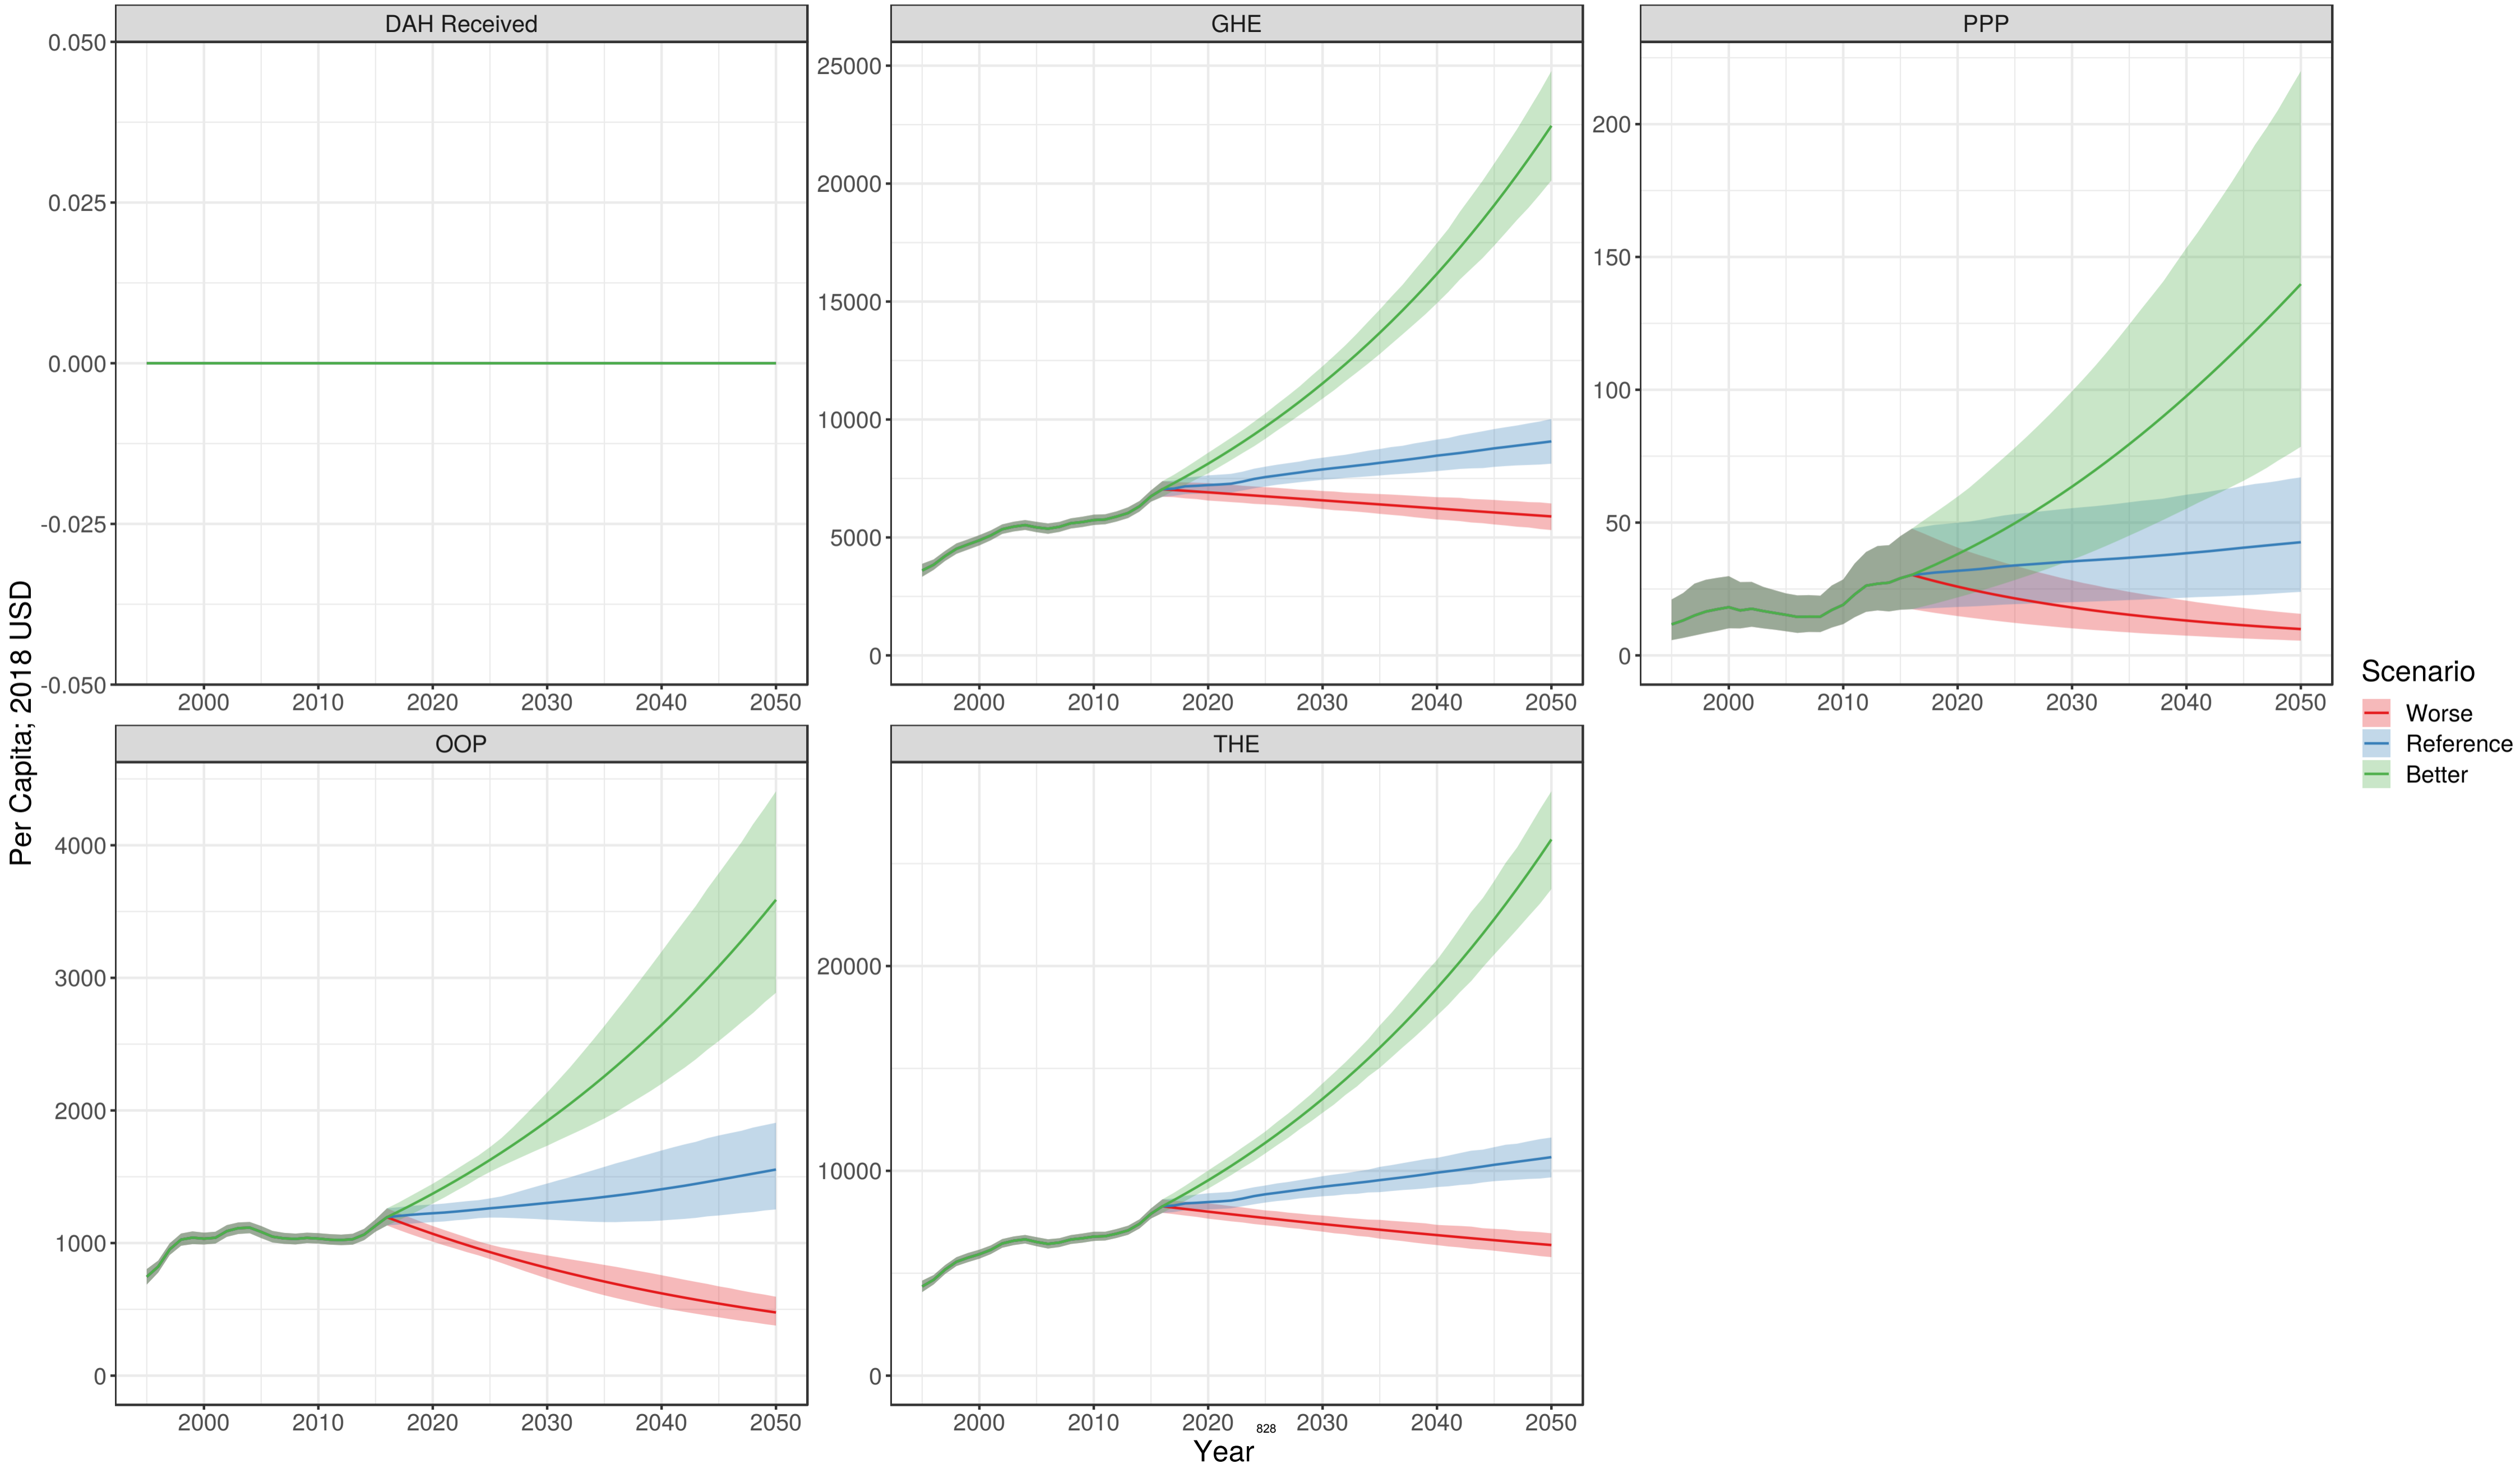 DAH Received
GHE
PPP
0.050
0.025
0.000
-0.025
-0.050
25000
20000
15000
10000
5000
0
200
150
100
50
0
2000 2010 2020 2030 2040 2050
2000 2010 2020 2030 2040 2050
2000 2010 2020 2030 2040 2050
Per Capita; 2018 USD
OOP
THE
4000
3000
2000
1000
0
20000
10000
0
2000 2010 2020 2030 2040 2050
2000 2010 2020 2030 2040 2050
828
Year
Scenario
Worse
Reference
Better